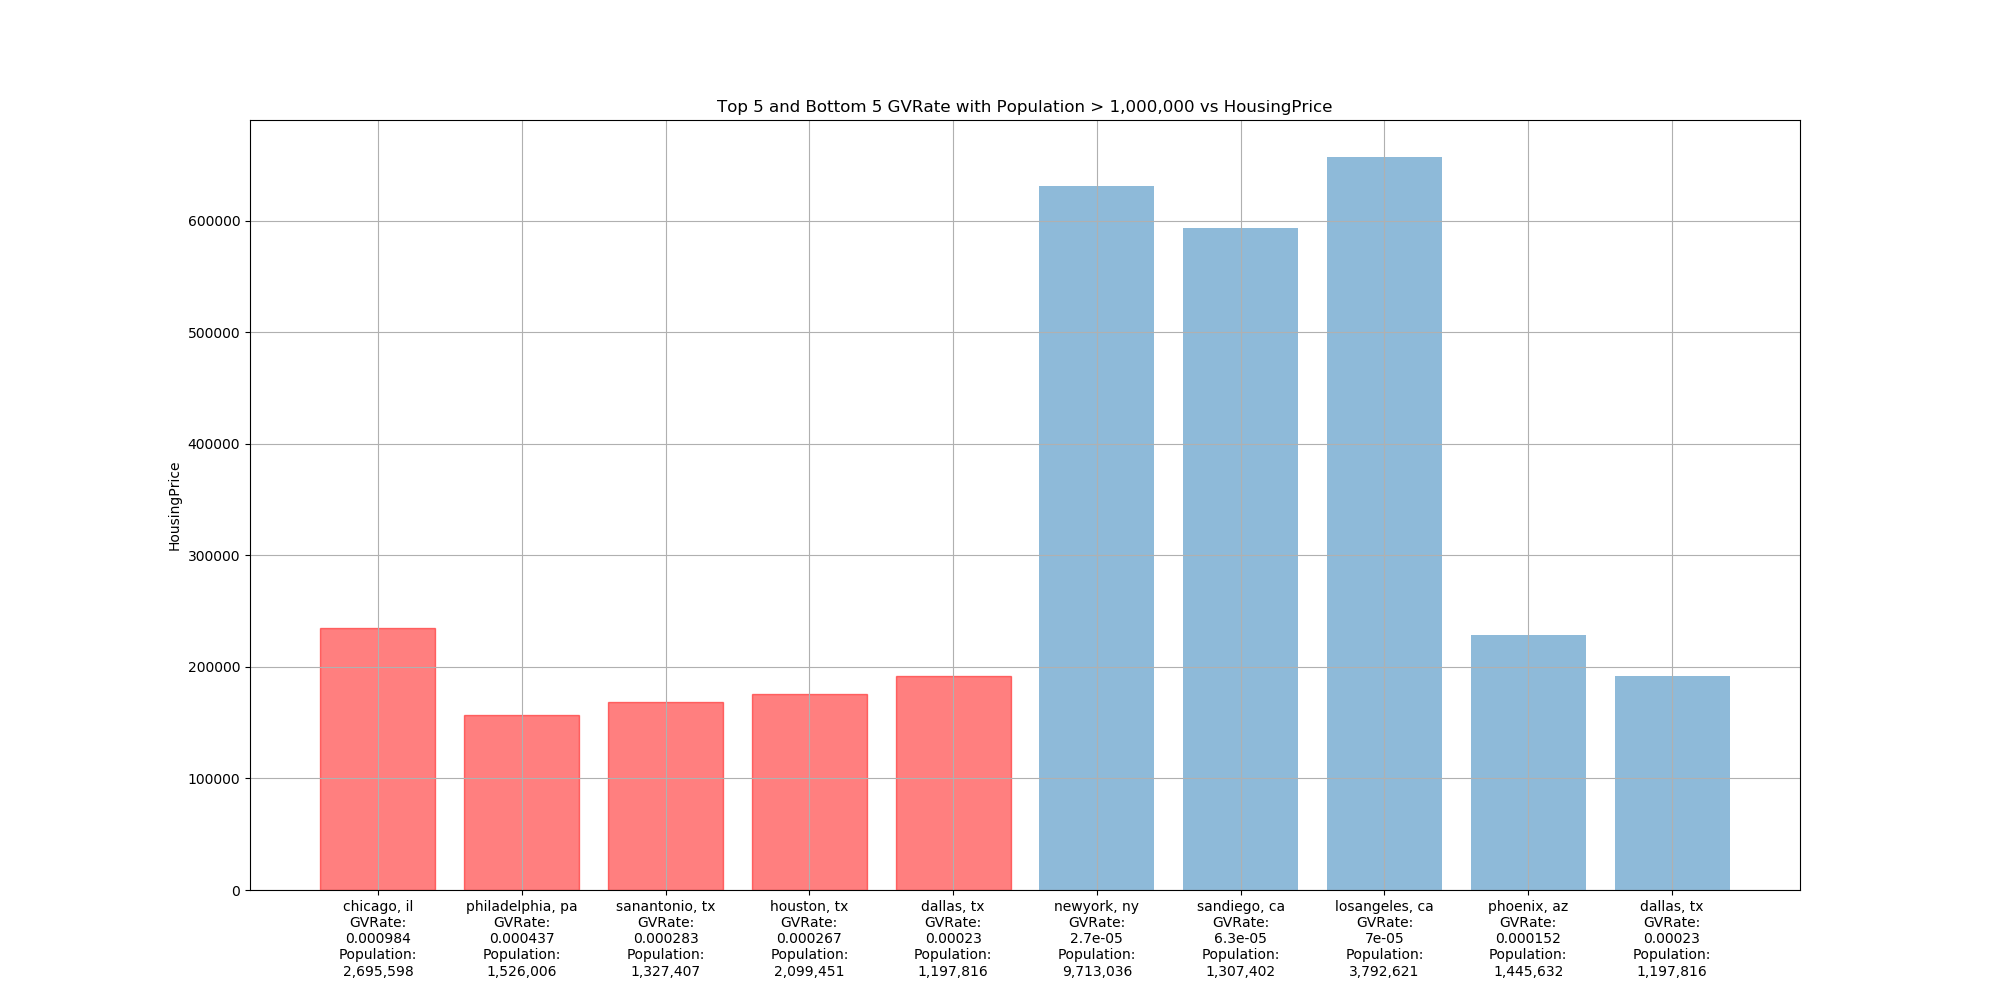 Top 5 and Bottom 5 GVRate with Population > 1,000,000 vs HousingPrice
HousingPrice
600000
500000
400000
300000
200000
100000
0
chicago, il
GVRate:
0.000984
Population:
2,695,598
philadelphia, pa
GVRate:
0.000437
Population:
1,526,006
sanantonio, tx
GVRate:
0.000283
Population:
1,327,407
houston, tx
GVRate:
0.000267
Population:
2,099,451
dallas, tx
GVRate:
0.00023
Population:
1,197,816
newyork, ny
GVRate:
2.7e-05
Population:
9,713,036
sandiego, ca
GVRate:
6.3e-05
Population:
1,307,402
losangeles, ca
GVRate:
7e-05
Population:
3,792,621
phoenix, az
GVRate:
0.000152
Population:
1,445,632
dallas, tx
GVRate:
0.00023
Population:
1,197,816